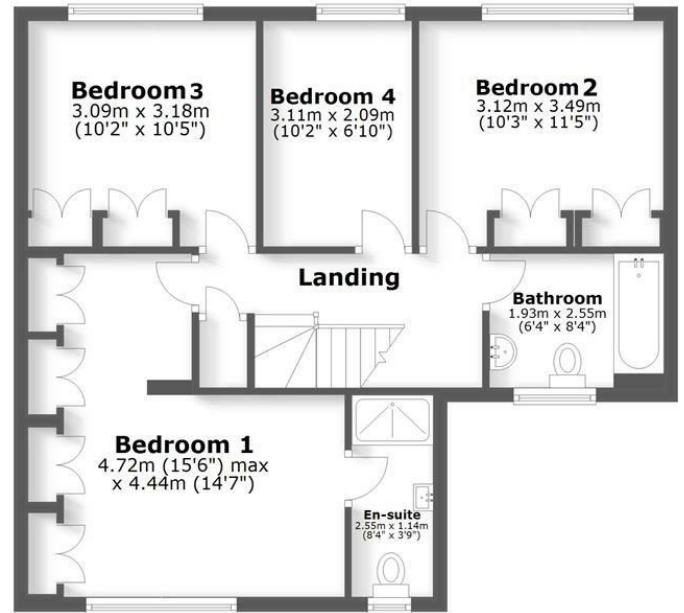 Bedroom 3
3.09m x 3.18m
(10'2" x 10'5")
Bedroom 4
3.11m x 2.09m
(10'2" x 6'10")
Bedroom 2
3.12m x 3.49m
(10'3" x 11'5")
Landing
Bathroom
1.93m x 2.55m
(6'4" x 8'4")
Bedroom 1
4.72m (15'6") max
x 4.44m (14'7")
En-suite
2.55m x 1.14m
(8'4" x 3'9")